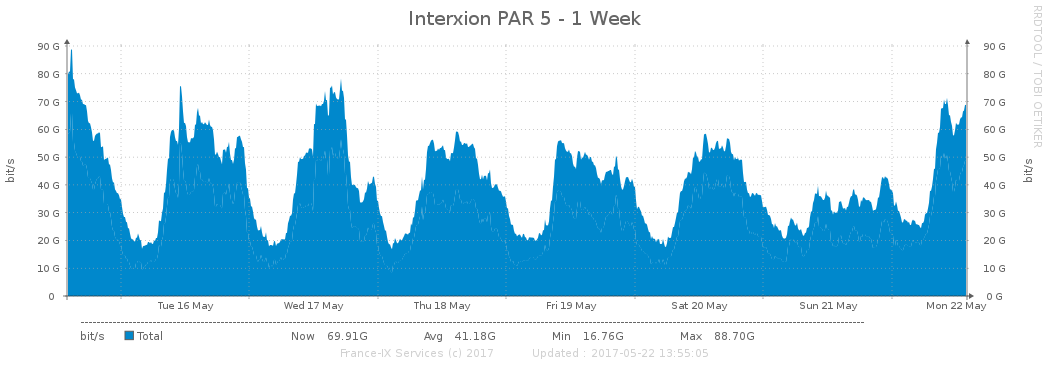 Interxion PAR 5 - 1 Week
RRDTOOL / TOBI OETIKER
90 G 90 G
80 G 80 G
70 G 70 G
60 G 60 G
50 G 50 G
40 G 40 G
30 G 30 G
20 G 20 G
10 G 10 G
0 0 G
bit/s bit/s
Tue 16 May Wed 17 May Thu 18 May Fri 19 May Sat 20 May Sun 21 May Mon 22 May
bit/s Total Now 69.91G Avg 41.18G Min 16.76G Max 88.70G
France-IX Services (c) 2017 Updated : 2017-05-22 13:55:05